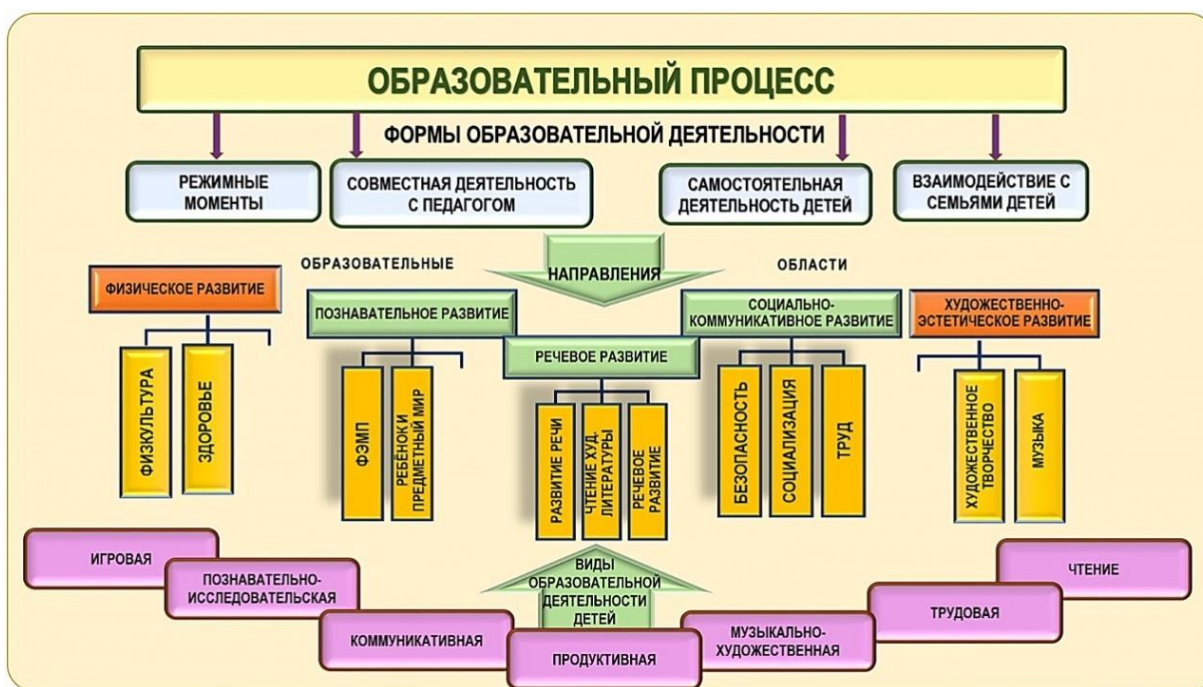 ОБРАЗОВАТЕЛЬНЫЙ ПРОЦЕСС
ФОРМЫ ОБРАЗОВАТЕЛЬНОЙ ДЕЯТЕЛЬНОСТИ
РЕЖИМНЫЕ
МОМЕНТЫ
СОВМЕСТНАЯ ДЕЯТЕЛЬНОСТЬ
С ПЕДАГОГОМ
САМОСТОЯТЕЛЬНАЯ
ДЕЯТЕЛЬНОСТЬ ДЕТЕЙ
ВЗАИМОДЕЙСТВИЕ С
СЕМЬЯМИ ДЕТЕЙ
ОБРАЗОВАТЕЛЬНЫЕ
НАПРАВЛЕНИЯ
ОБЛАСТИ
ФИЗИЧЕСКОЕ РАЗВИТИЕ
ПОЗНАВАТЕЛЬНОЕ РАЗВИТИЕ
РЕЧЕВОЕ РАЗВИТИЕ
СОЦИАЛЬНО-
КОММУНИКАТИВНОЕ РАЗВИТИЕ
ХУДОЖЕСТВЕННО-
ЭСТЕТИЧЕСКОЕ РАЗВИТИЕ
ФИЗКУЛЬТУРА
ЗДОРОВЬЕ
ФЭМП
РЕБЁНОК И
ПРЕДМЕТНЫЙ МИР
РАЗВИТИЕ РЕЧИ
ЧТЕНИЕ ХУД.
ЛИТЕРАТУРЫ
РЕЧЕВОЕ
РАЗВИТИЕ
БЕЗОПАСНОСТЬ
СОЦИАЛИЗАЦИЯ
ТРУД
ХУДОЖЕСТВЕННОЕ
ТВОРЧЕСТВО
МУЗЫКА
ВИДЫ
ОБРАЗОВАТЕЛЬНОЙ
ДЕЯТЕЛЬНОСТИ
ДЕТЕЙ
ИГРОВАЯ
ПОЗНАВАТЕЛЬНО-
ИССЛЕДОВАТЕЛЬСКАЯ
КОММУНИКАТИВНАЯ
ПРОДУКТИВНАЯ
МУЗЫКАЛЬНО-
ХУДОЖЕСТВЕННАЯ
ТРУДОВАЯ
ЧТЕНИЕ